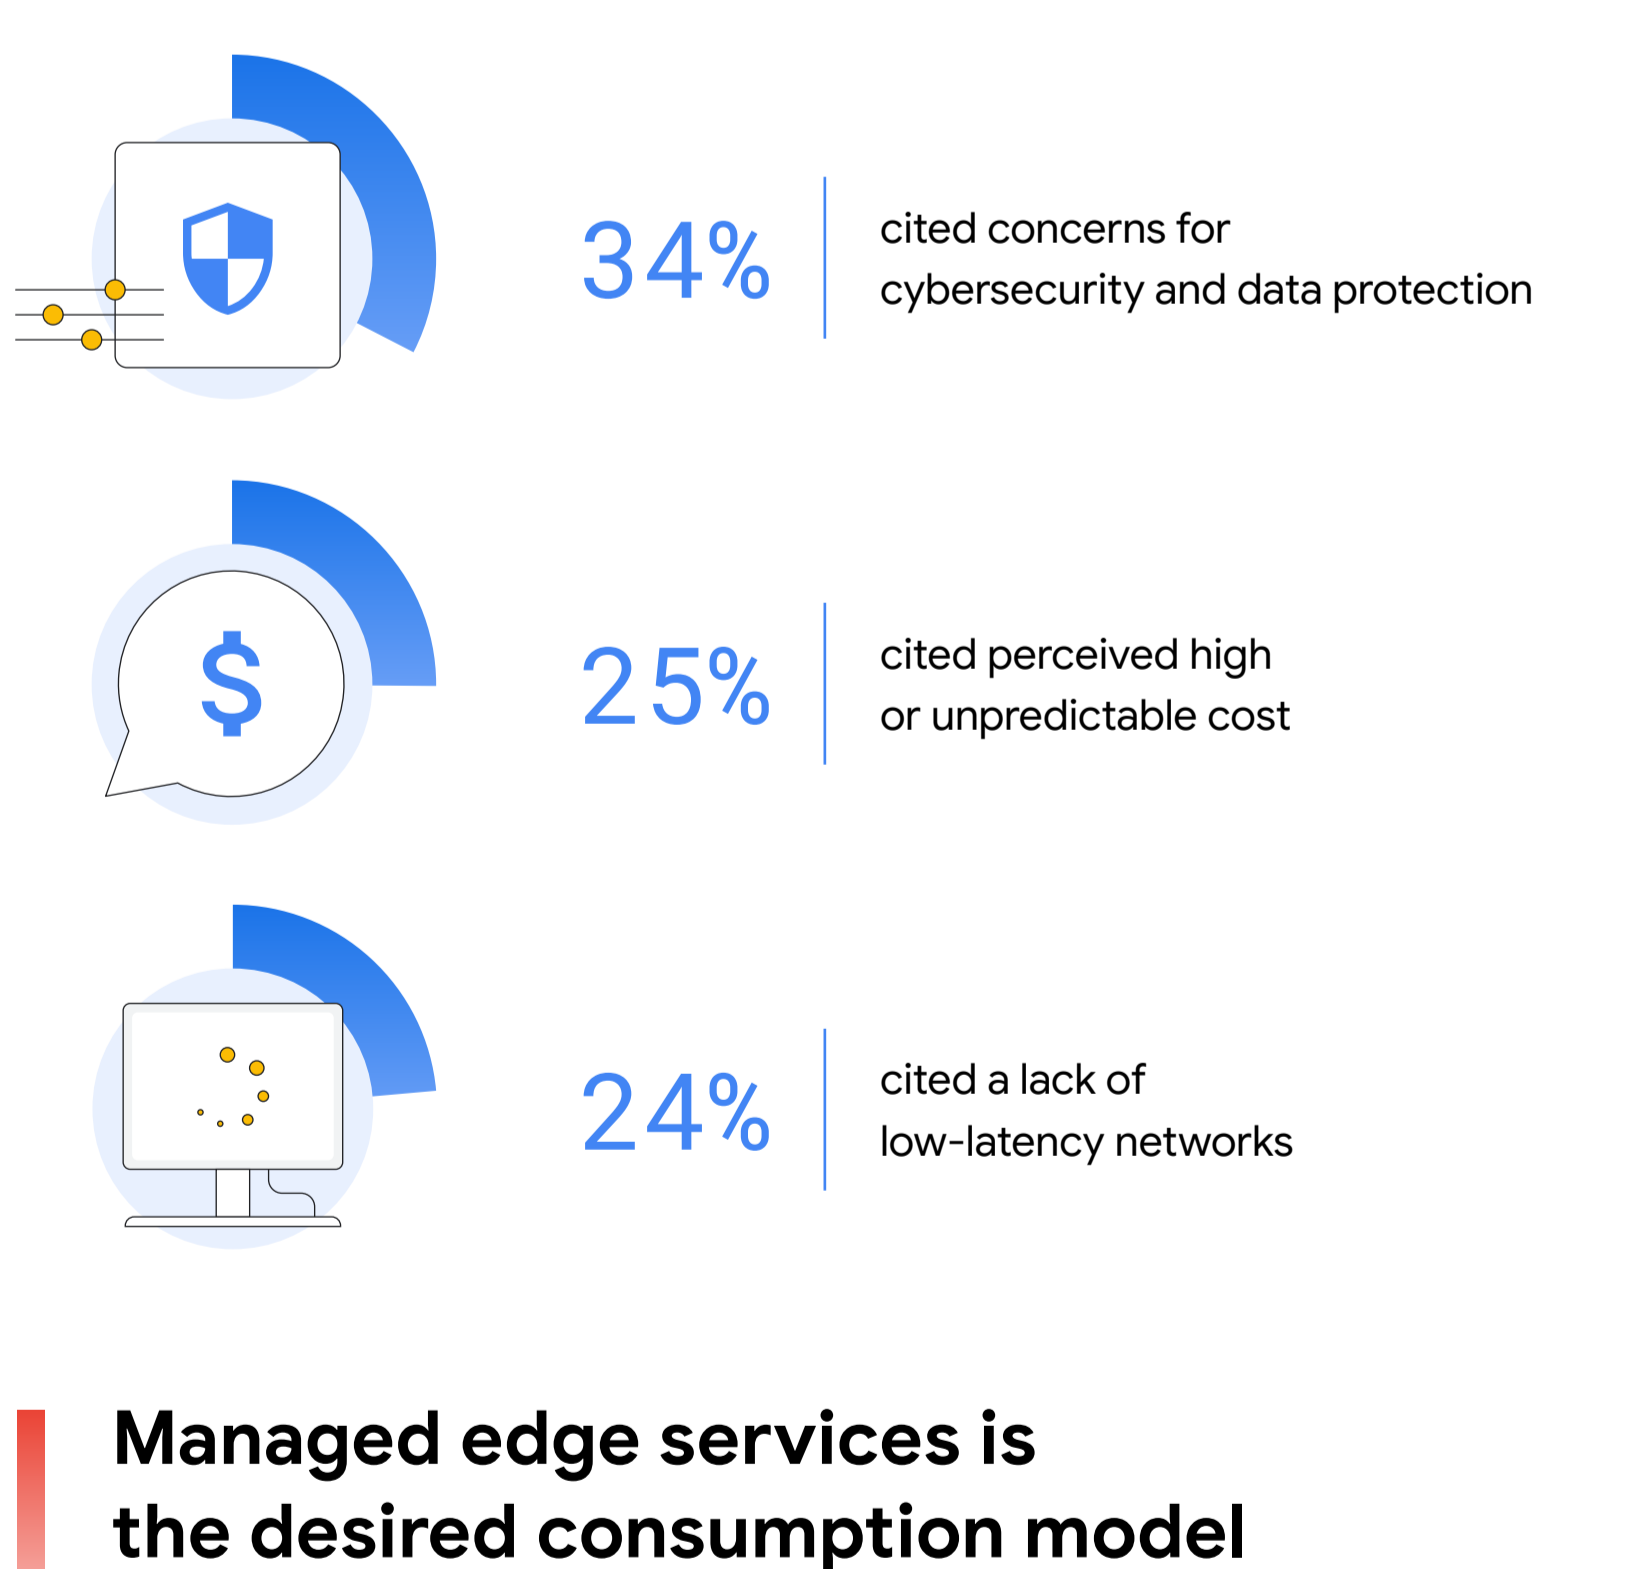 34%
cited concerns for
cybersecurity and data protection
$
25%
cited perceived high
or unpredictable cost
24%
cited a lack of
low-latency networks
Managed edge services is
the desired consumption model